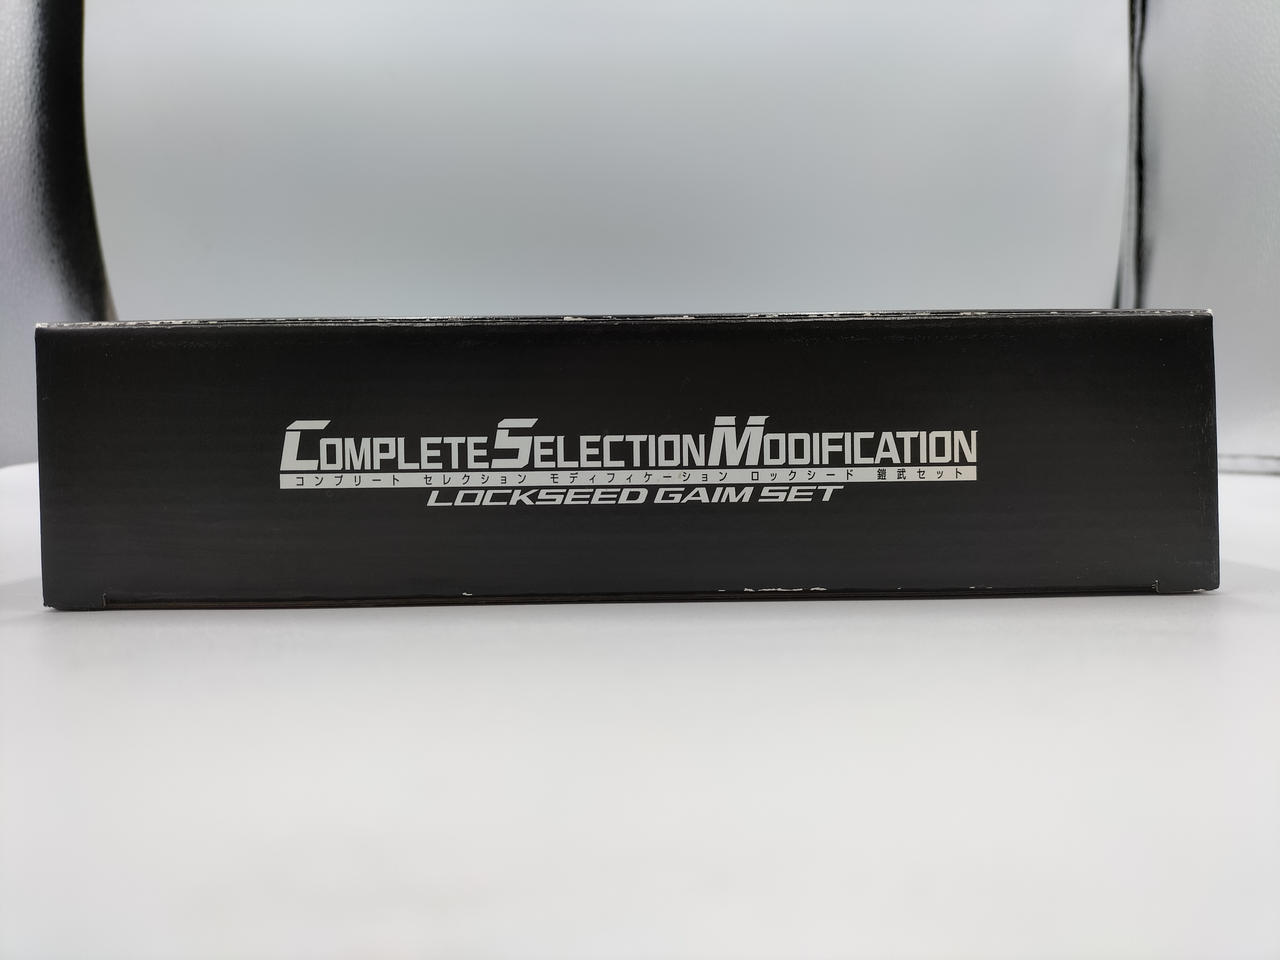 COMPLETE SELECTION MODIFICATION
コンプリート セレクション モディフィケーション ロックシード 鎧武セット
LOCKSEED GAIM SET